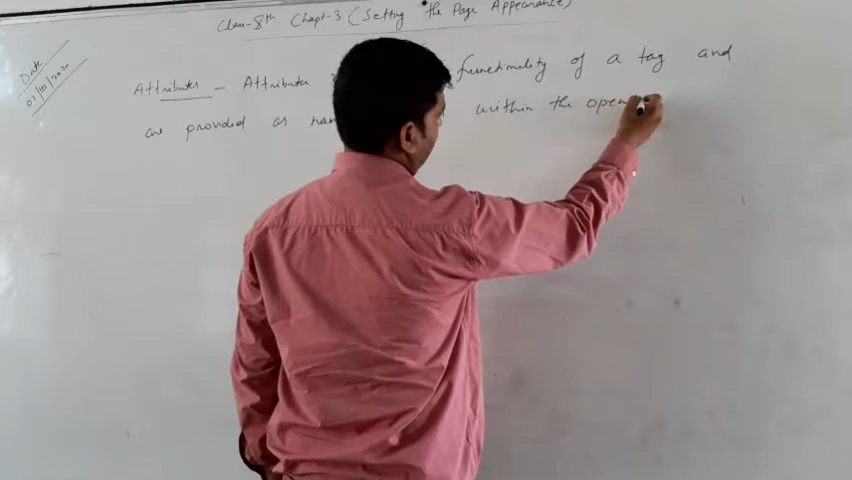 Class-8th Chapt-3 (Setting the Page Appearance)
Date
01/10/2020
Attributes - Attributes functionality of a tag and
are provided as within the open